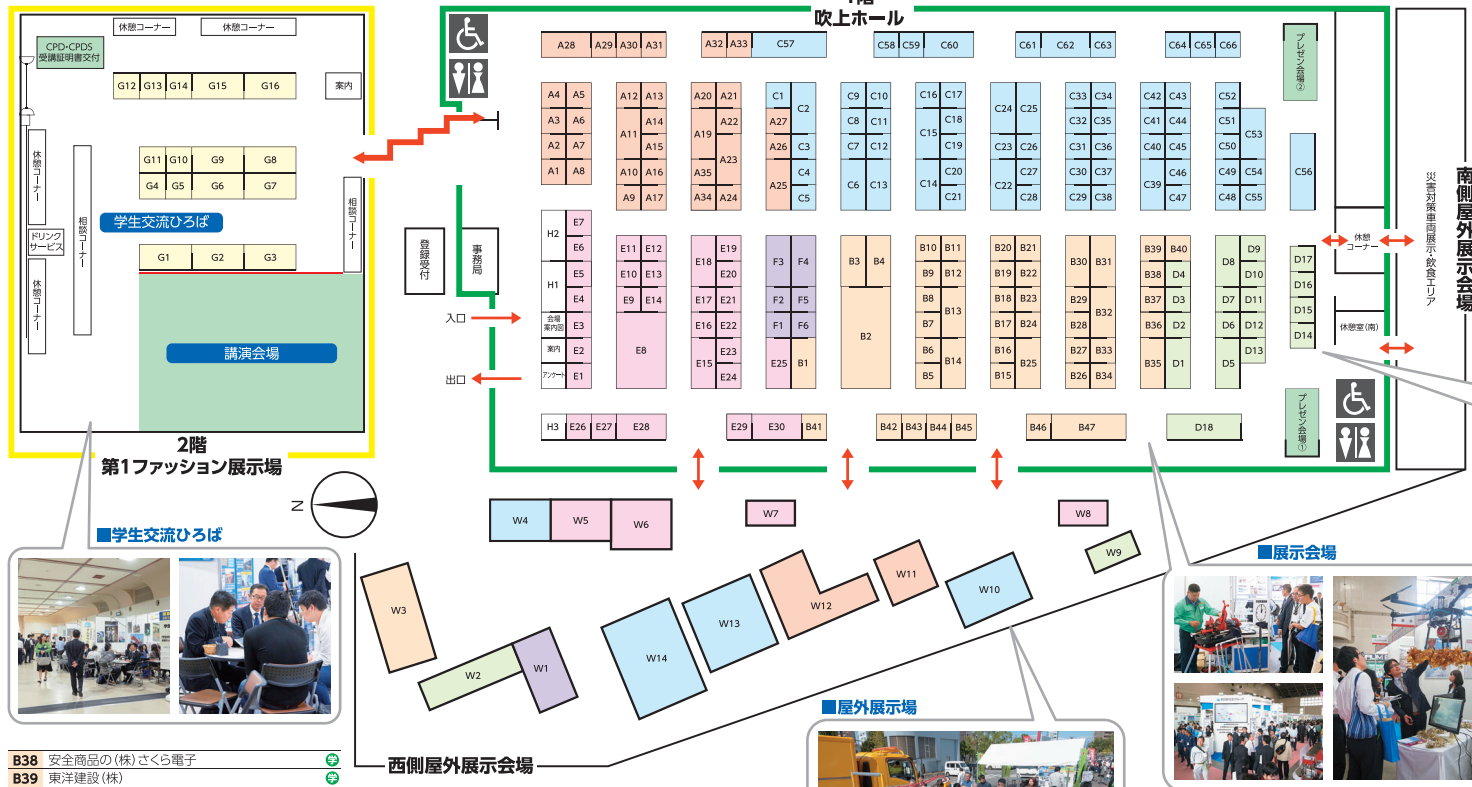 1階
吹上ホール
休憩コーナー
休憩コーナー
CPD・CPDS
受講証明書交付
G12 G13 G14 G15 G16
案内
休憩コーナー
相談コーナー
G11 G10 G9 G8
G4 G5 G6 G7
学生交流ひろば
ドリンク
サービス
相談コーナー
休憩コーナー
G1 G2 G3
講演会場
2階
第1ファッション展示場
登録受付
事務局
入口
出口
A28 A29 A30 A31
A32 A33 C57
C58 C59 C60
C61 C62 C63
C64 C65 C66
プレゼン会場②
A4 A5
A3 A6
A2 A7
A1 A8
A12 A13
A11 A14
A15
A10 A16
A9 A17
A20 A21
A19 A22
A23
A35
A34 A24
C1 C2
A27
A26 C3
A25 C4
C5
C9 C10
C8 C11
C7 C12
C6 C13
C16 C17
C15 C18
C19
C14 C20
C21
C24 C25
C23 C26
C22 C27
C28
C33 C34
C32 C35
C31 C36
C30 C37
C29 C38
C42 C43
C41 C44
C40 C45
C39 C46
C47
C52
C51 C53
C50
C49 C54
C48 C55
C56
H2 E7
E6
H1 E5
E4
会場
案内図 E3
案内 E2
アンケート E1
E11 E12
E10 E13
E9 E14
E8
E18 E19
E20
E17 E21
E16 E22
E15 E23
E24
F3 F4
F2 F5
F1 F6
E25 B1
B3 B4
B2
B10 B11
B9 B12
B8 B13
B7
B6 B14
B5
B20 B21
B19 B22
B18 B23
B17 B24
B16 B25
B15
B30 B31
B29 B32
B28
B27 B33
B26 B34
B39 B40
B38 D4
B37 D3
B36 D2
B35 D1
D8 D9
D10
D7 D11
D6 D12
D5 D13
D17
D16
D15
D14
休憩
コーナー
休憩室(南)
災害対策車両展示・飲食エリア
南側屋外展示会場
H3 E26 E27 E28
E29 E30 B41
B42 B43 B44 B45
B46 B47
D18
プレゼン会場①
N
W4 W5 W6
W7
W8
W9
W3
W2
W1
W14
W13
W12
W11
W10
■学生交流ひろば
■展示会場
■屋外展示場
西側屋外展示会場
B38 安全商品の(株)さくら電子 学
B39 東洋建設(株) 学